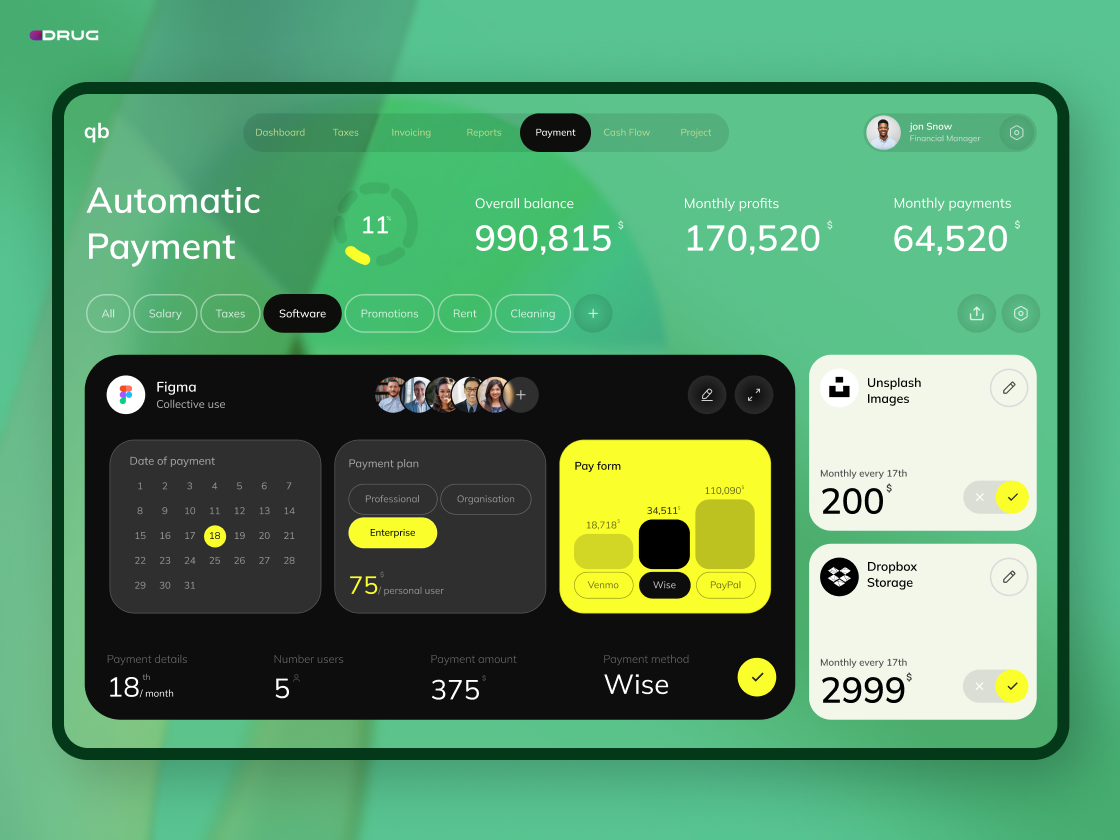 DRUG
qb
Dashboard
Taxes
Invoicing
Reports
Payment
Cash Flow
Project
jon Snow
Financial Manager
Automatic
Payment
11%
Overall balance
990,815 $
Monthly profits
170,520 $
Monthly payments
64,520 $
All
Salary
Taxes
Software
Promotions
Rent
Cleaning
+
Figma
Collective use
+
Date of payment
1 2 3 4 5 6 7
8 9 10 11 12 13 14
15 16 17 18 19 20 21
22 23 24 25 26 27 28
29 30 31
Payment plan
Professional
Organisation
Enterprise
75 $ / personal user
Pay form
18,718 $
34,511 $
110,090 $
Venmo
Wise
PayPal
Payment details
18 th / month
Number users
5
Payment amount
375 $
Payment method
Wise
Unsplash
Images
Monthly every 17th
200 $
Dropbox
Storage
Monthly every 17th
2999 $